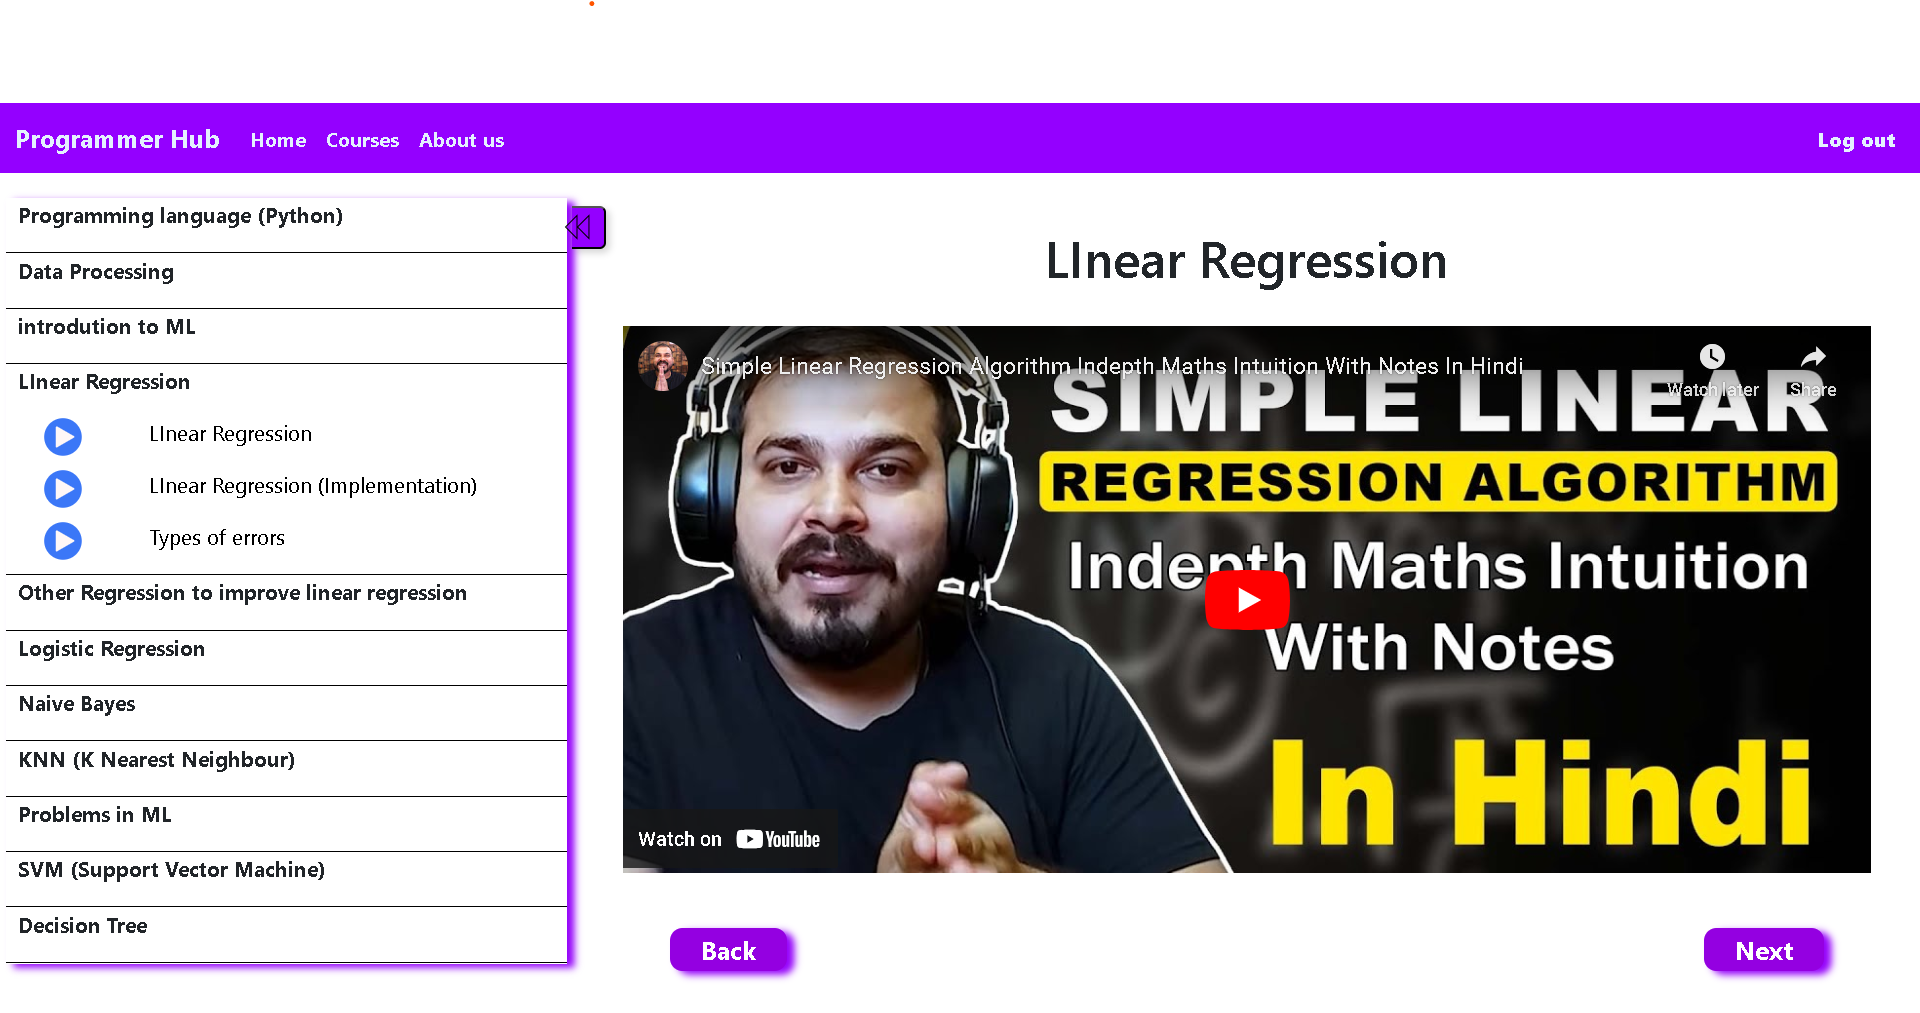 Programmer Hub Home Courses About us Log out
Programming language (Python)
Data Processing
introdution to ML
LInear Regression
LInear Regression
LInear Regression (Implementation)
Types of errors
Other Regression to improve linear regression
Logistic Regression
Naive Bayes
KNN (K Nearest Neighbour)
Problems in ML
SVM (Support Vector Machine)
Decision Tree
LInear Regression
Simple Linear Regression Algorithm Indepth Maths Intuition With Notes In Hindi
Watch later Share
SIMPLE LINEAR
REGRESSION ALGORITHM
Indepth Maths Intuition
With Notes
In Hindi
Watch on YouTube
Back Next